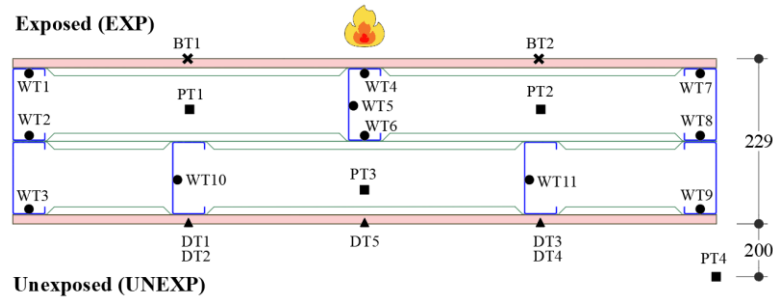 Exposed (EXP)
BT1
BT2
WT1
WT4
WT7
PT1
WT5
PT2
WT2
WT6
WT8
229
PT3
WT10
WT11
WT3
WT9
DT1
DT5
DT3
DT2
DT4
200
PT4
Unexposed (UNEXP)